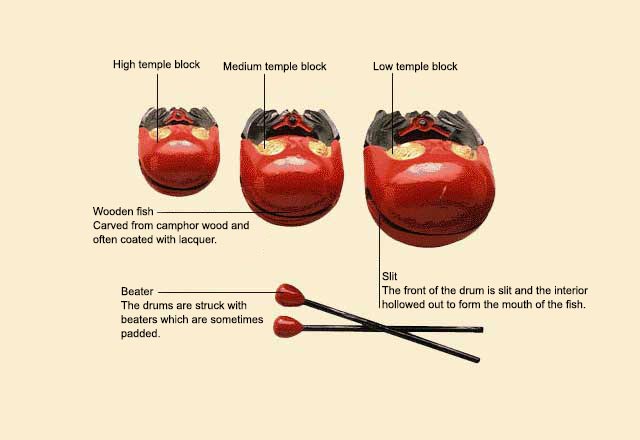 High temple block
Medium temple block
Low temple block
Wooden fish
Carved from camphor wood and
often coated with lacquer.
Slit
The front of the drum is slit and the interior
hollowed out to form the mouth of the fish.
Beater
The drums are struck with
beaters which are sometimes
padded.